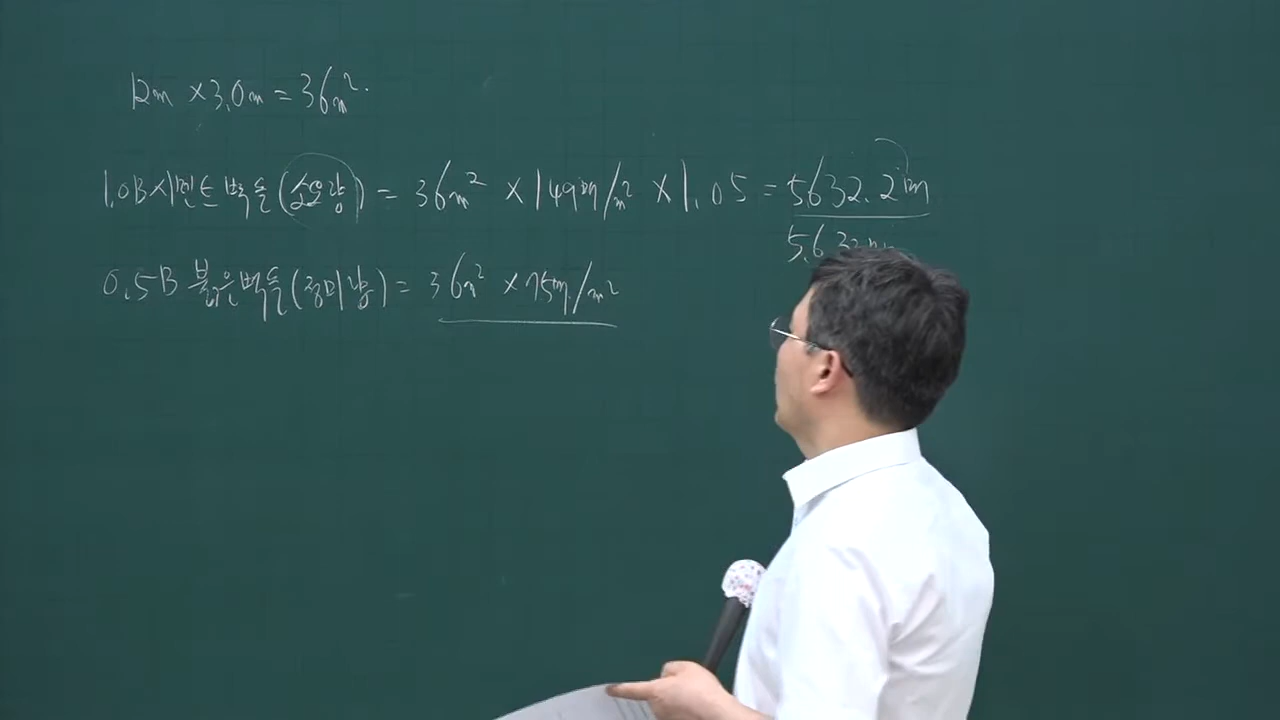 12m × 3.0m = 36m².
1.0B 시멘트 벽돌 (소요량) = 36m² × 149매/m² × 1.05 = 5632.2매
5,632매
0.5B 붉은벽돌 (정미량) = 36m² × 75매/m²